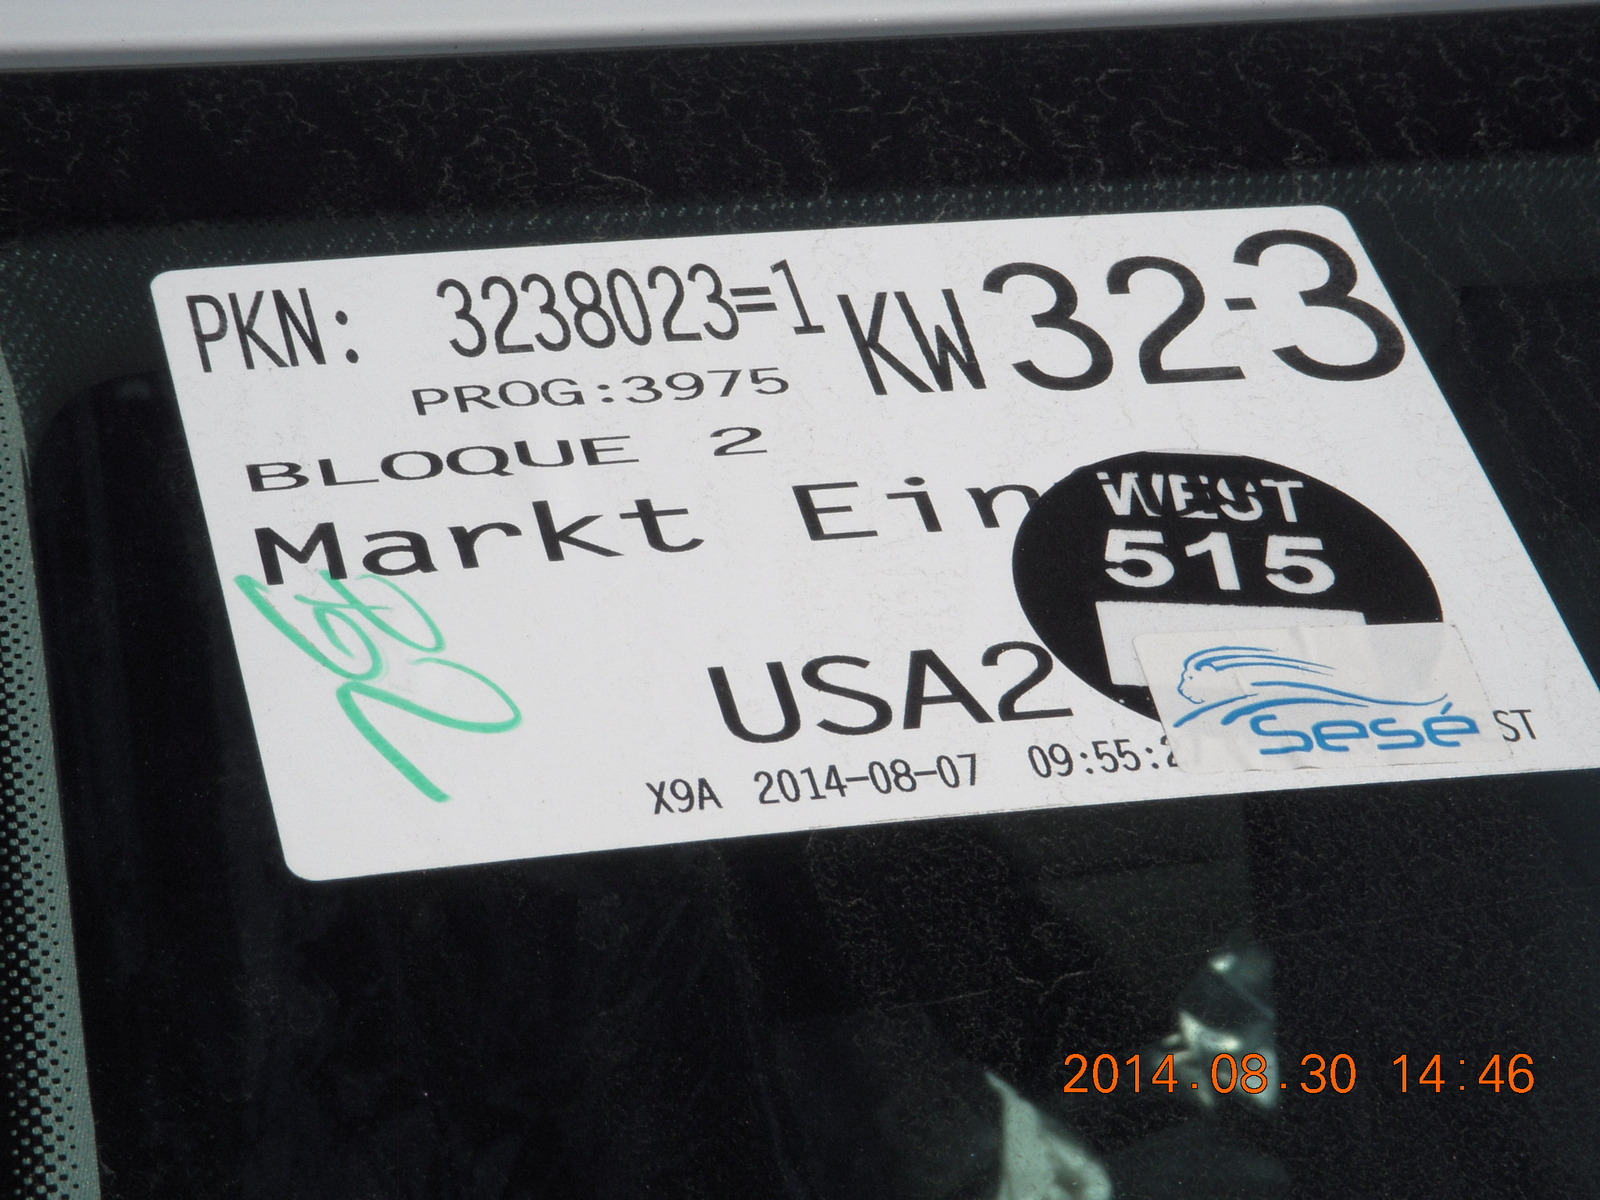 PKN: 3238023=1 KW 32-3
PROG:3975
BLOQUE 2
Markt Ein
WEST
515
USA2
Sesé
X9A 2014-08-07 09:55:2 ST
2014.08.30 14:46